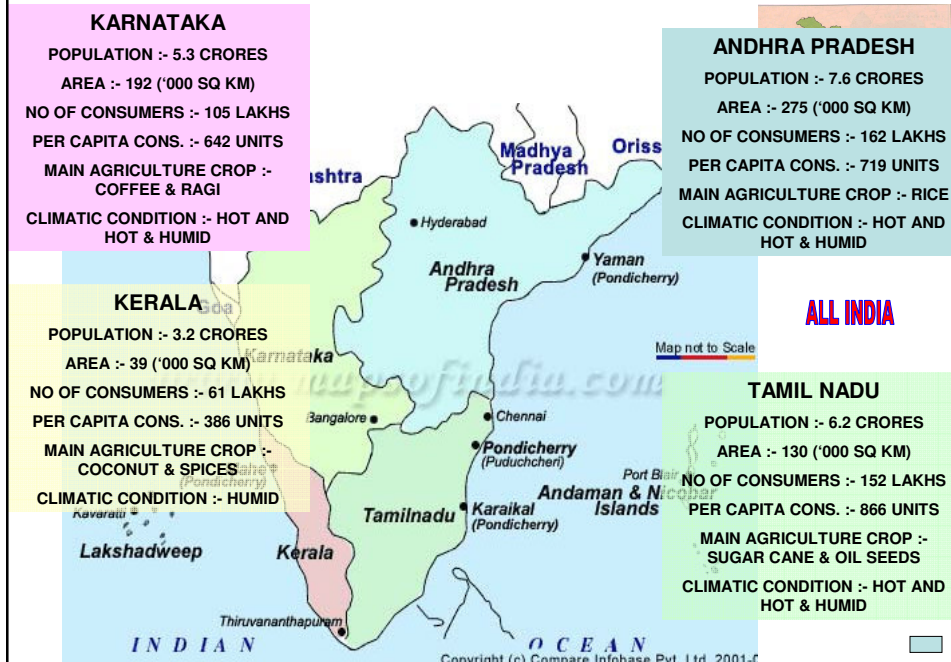 KARNATAKA
POPULATION :- 5.3 CRORES
AREA :- 192 (‘000 SQ KM)
NO OF CONSUMERS :- 105 LAKHS
PER CAPITA CONS. :- 642 UNITS
MAIN AGRICULTURE CROP :-
COFFEE & RAGI
CLIMATIC CONDITION :- HOT AND
HOT & HUMID
ANDHRA PRADESH
POPULATION :- 7.6 CRORES
AREA :- 275 (‘000 SQ KM)
NO OF CONSUMERS :- 162 LAKHS
PER CAPITA CONS. :- 719 UNITS
MAIN AGRICULTURE CROP :- RICE
CLIMATIC CONDITION :- HOT AND
HOT & HUMID
ashtra
Madhya
Pradesh
Oriss
Hyderabad
Andhra
Pradesh
Yaman
(Pondicherry)
KERALA
Goa
POPULATION :- 3.2 CRORES
AREA :- 39 (‘000 SQ KM)
Karnataka
NO OF CONSUMERS :- 61 LAKHS
PER CAPITA CONS. :- 386 UNITS
MAIN AGRICULTURE CROP :-
COCONUT & SPICES
(Pondicherry)
CLIMATIC CONDITION :- HUMID
ALL INDIA
Map not to Scale
mapsofindia.com
Bangalore
Chennai
Pondicherry
(Puduchcheri)
TAMIL NADU
POPULATION :- 6.2 CRORES
AREA :- 130 (‘000 SQ KM)
NO OF CONSUMERS :- 152 LAKHS
PER CAPITA CONS. :- 866 UNITS
MAIN AGRICULTURE CROP :-
SUGAR CANE & OIL SEEDS
CLIMATIC CONDITION :- HOT AND
HOT & HUMID
Port Blair
Andaman & Nicobar
Islands
Kavaratti
Lakshadweep
Tamilnadu
Karaikal
(Pondicherry)
Kerala
Thiruvananthapuram
INDIAN OCEAN
Copyright (c) Compare Infobase Pvt. Ltd. 2001-0